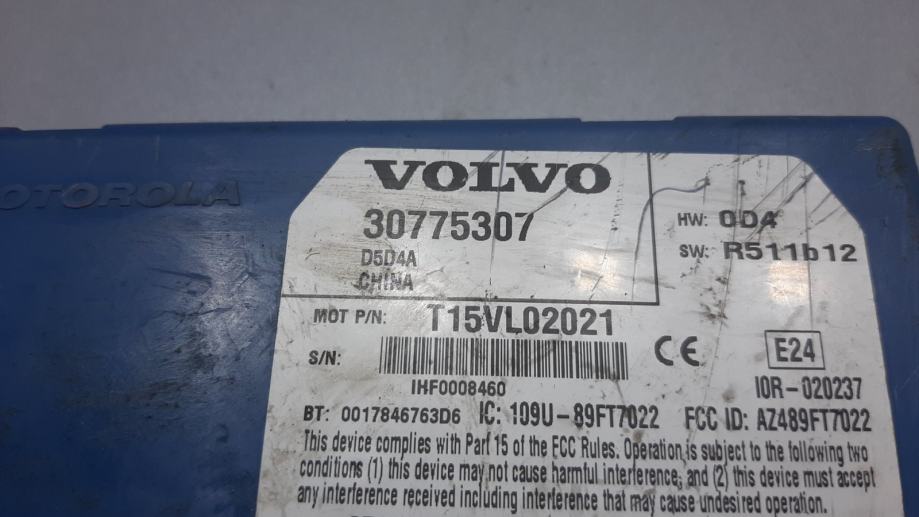 MOTOROLA
VOLVO
30775307
D5D4A
CHINA
HW: 0D4
SW: R511b12
MOT P/N: T15VL02021
S/N:
IHF0008460
CE
E24
I0R-020237
BT: 0017846763D6 IC: 109U-89FT7022 FCC ID: AZ489FT7022
This device complies with Part 15 of the FCC Rules. Operation is subject to the following two
conditions (1) this device may not cause harmful interference, and (2) this device must accept
any interference received including interference that may cause undesired operation.